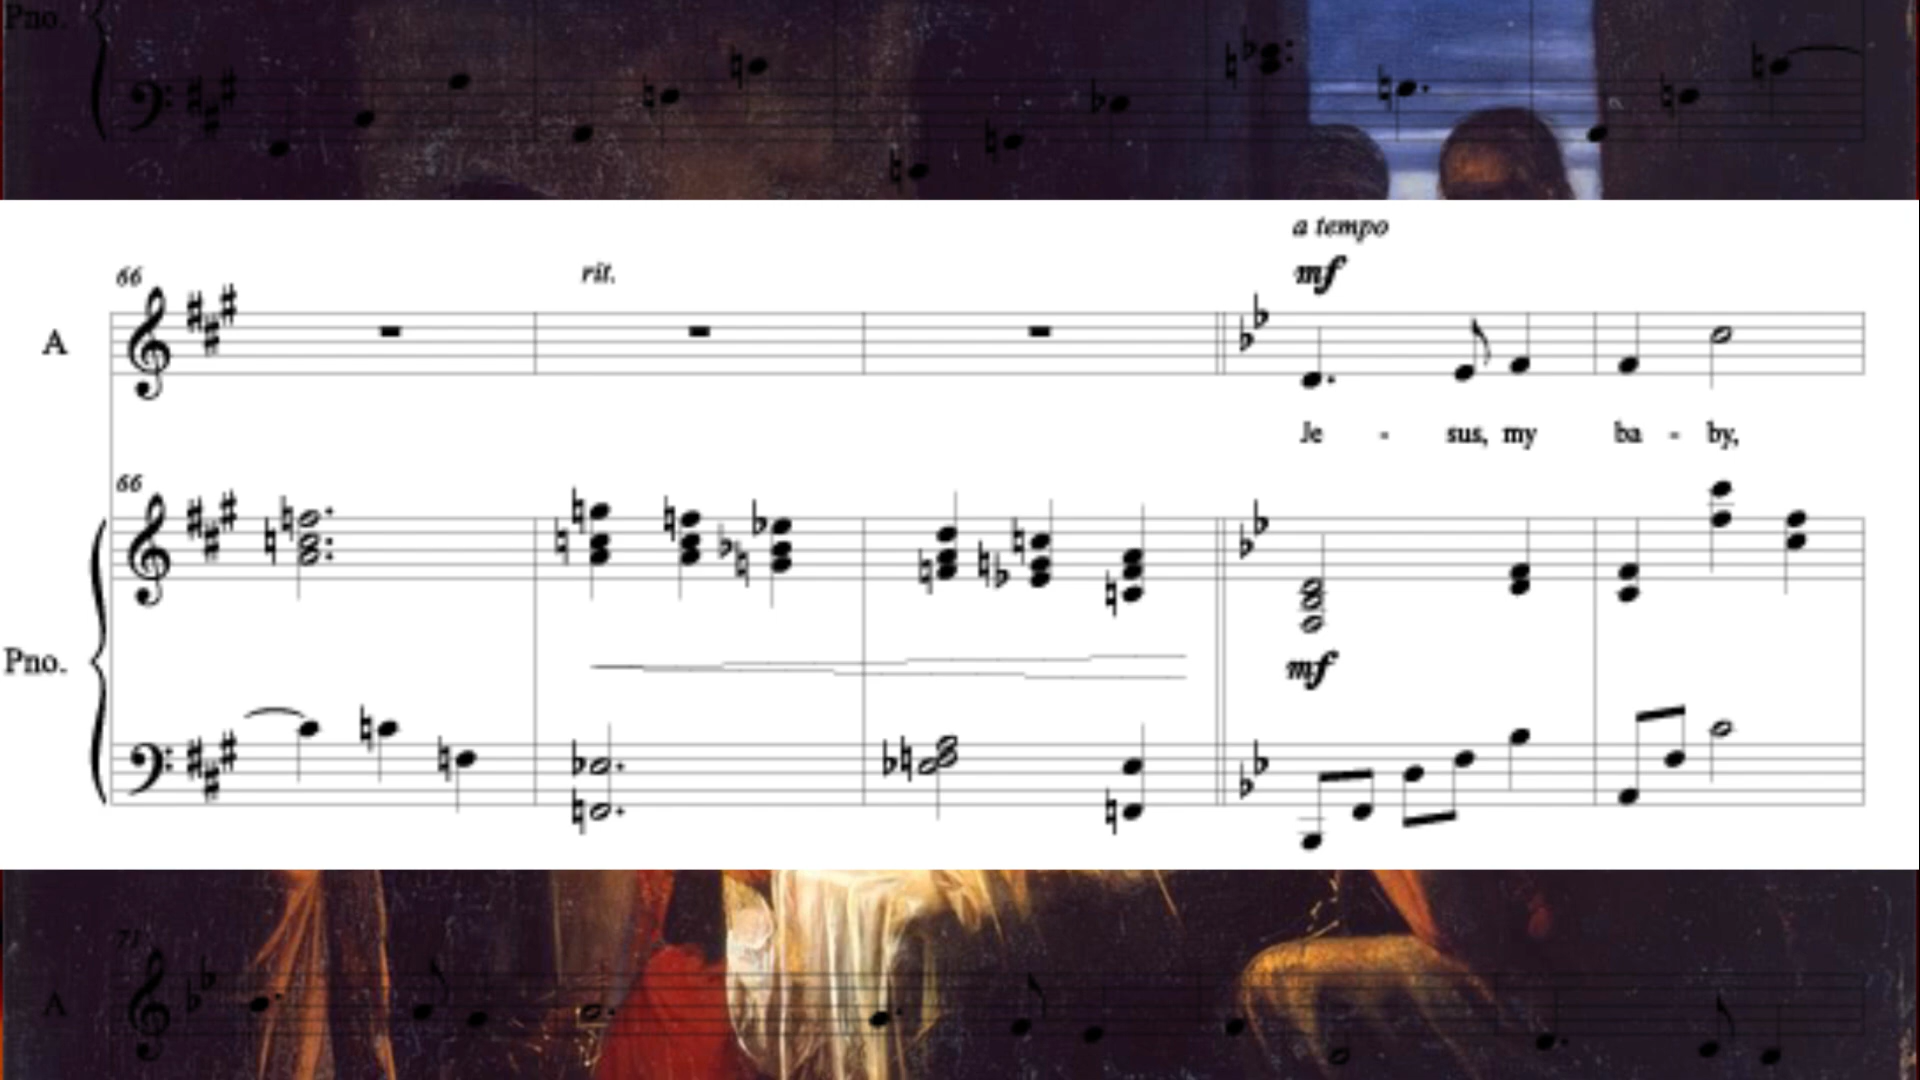 Pno.
a tempo
66 rit. mf
A
Je - sus, my ba - by,
66
Pno.
mf
71
A